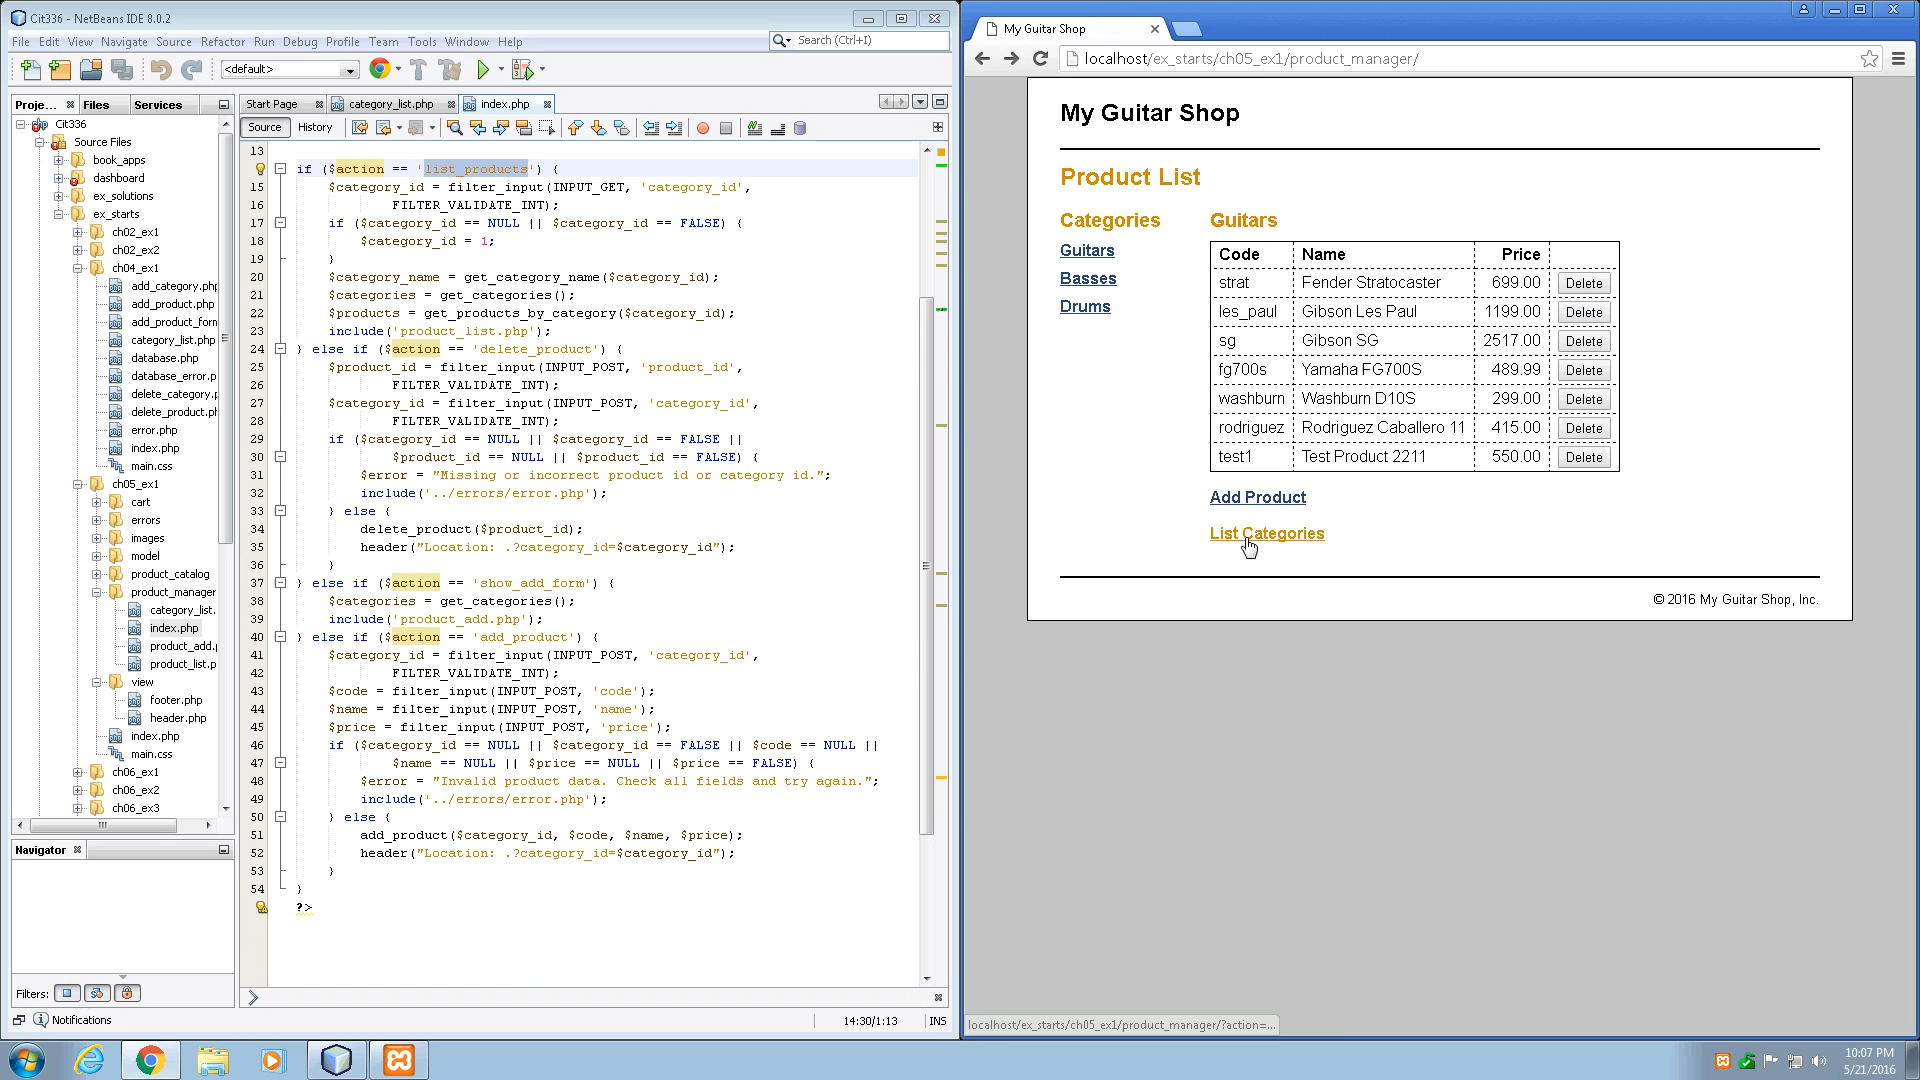 Cit336 - NetBeans IDE 8.0.2
File Edit View Navigate Source Refactor Run Debug Profile Team Tools Window Help
Search (Ctrl+I)
<default>
Proje... Files Services
Cit336
Source Files
book_apps
dashboard
ex_solutions
ex_starts
ch02_ex1
ch02_ex2
ch04_ex1
add_category.php
add_product.php
add_product_form
category_list.php
database.php
database_error.p
delete_category.p
delete_product.ph
error.php
index.php
main.css
ch05_ex1
cart
errors
images
model
product_catalog
product_manager
category_list.
index.php
product_add.p
product_list.p
view
footer.php
header.php
index.php
main.css
ch06_ex1
ch06_ex2
ch06_ex3
Navigator
Filters:
Notifications
Start Page category_list.php index.php
Source History
13
if ($action == 'list_products') {
15 $category_id = filter_input(INPUT_GET, 'category_id',
16 FILTER_VALIDATE_INT);
17 if ($category_id == NULL || $category_id == FALSE) {
18 $category_id = 1;
19 }
20 $category_name = get_category_name($category_id);
21 $categories = get_categories();
22 $products = get_products_by_category($category_id);
23 include('product_list.php');
24 } else if ($action == 'delete_product') {
25 $product_id = filter_input(INPUT_POST, 'product_id',
26 FILTER_VALIDATE_INT);
27 $category_id = filter_input(INPUT_POST, 'category_id',
28 FILTER_VALIDATE_INT);
29 if ($category_id == NULL || $category_id == FALSE ||
30 $product_id == NULL || $product_id == FALSE) {
31 $error = "Missing or incorrect product id or category id.";
32 include('../errors/error.php');
33 } else {
34 delete_product($product_id);
35 header("Location: .?category_id=$category_id");
36 }
37 } else if ($action == 'show_add_form') {
38 $categories = get_categories();
39 include('product_add.php');
40 } else if ($action == 'add_product') {
41 $category_id = filter_input(INPUT_POST, 'category_id',
42 FILTER_VALIDATE_INT);
43 $code = filter_input(INPUT_POST, 'code');
44 $name = filter_input(INPUT_POST, 'name');
45 $price = filter_input(INPUT_POST, 'price');
46 if ($category_id == NULL || $category_id == FALSE || $code == NULL ||
47 $name == NULL || $price == NULL || $price == FALSE) {
48 $error = "Invalid product data. Check all fields and try again.";
49 include('../errors/error.php');
50 } else {
51 add_product($category_id, $code, $name, $price);
52 header("Location: .?category_id=$category_id");
53 }
54 }
?>
14:30/1:13 INS
My Guitar Shop
localhost/ex_starts/ch05_ex1/product_manager/
My Guitar Shop
Product List
Categories
Guitars
Basses
Drums
Guitars
Code Name Price
strat Fender Stratocaster 699.00 Delete
les_paul Gibson Les Paul 1199.00 Delete
sg Gibson SG 2517.00 Delete
fg700s Yamaha FG700S 489.99 Delete
washburn Washburn D10S 299.00 Delete
rodriguez Rodriguez Caballero 11 415.00 Delete
test1 Test Product 2211 550.00 Delete
Add Product
List Categories
© 2016 My Guitar Shop, Inc.
localhost/ex_starts/ch05_ex1/product_manager/?action=...
10:07 PM
5/21/2016